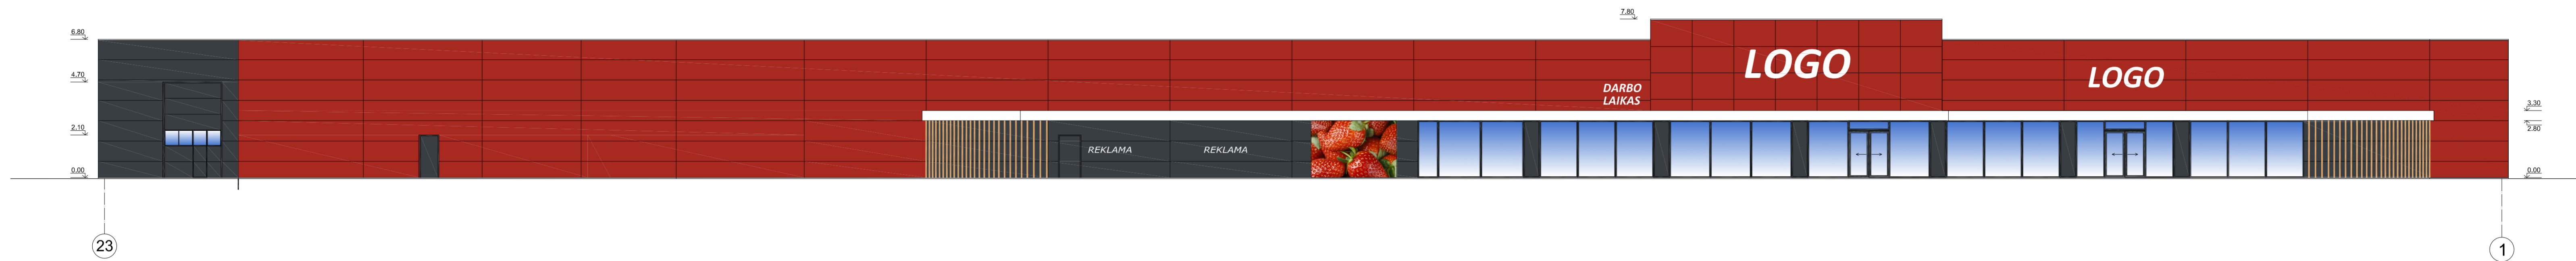 7,80
6.80
4.70
2.10
0.00
LOGO
LOGO
DARBO
LAIKAS
REKLAMA
REKLAMA
3.30
2.80
0.00
23
1